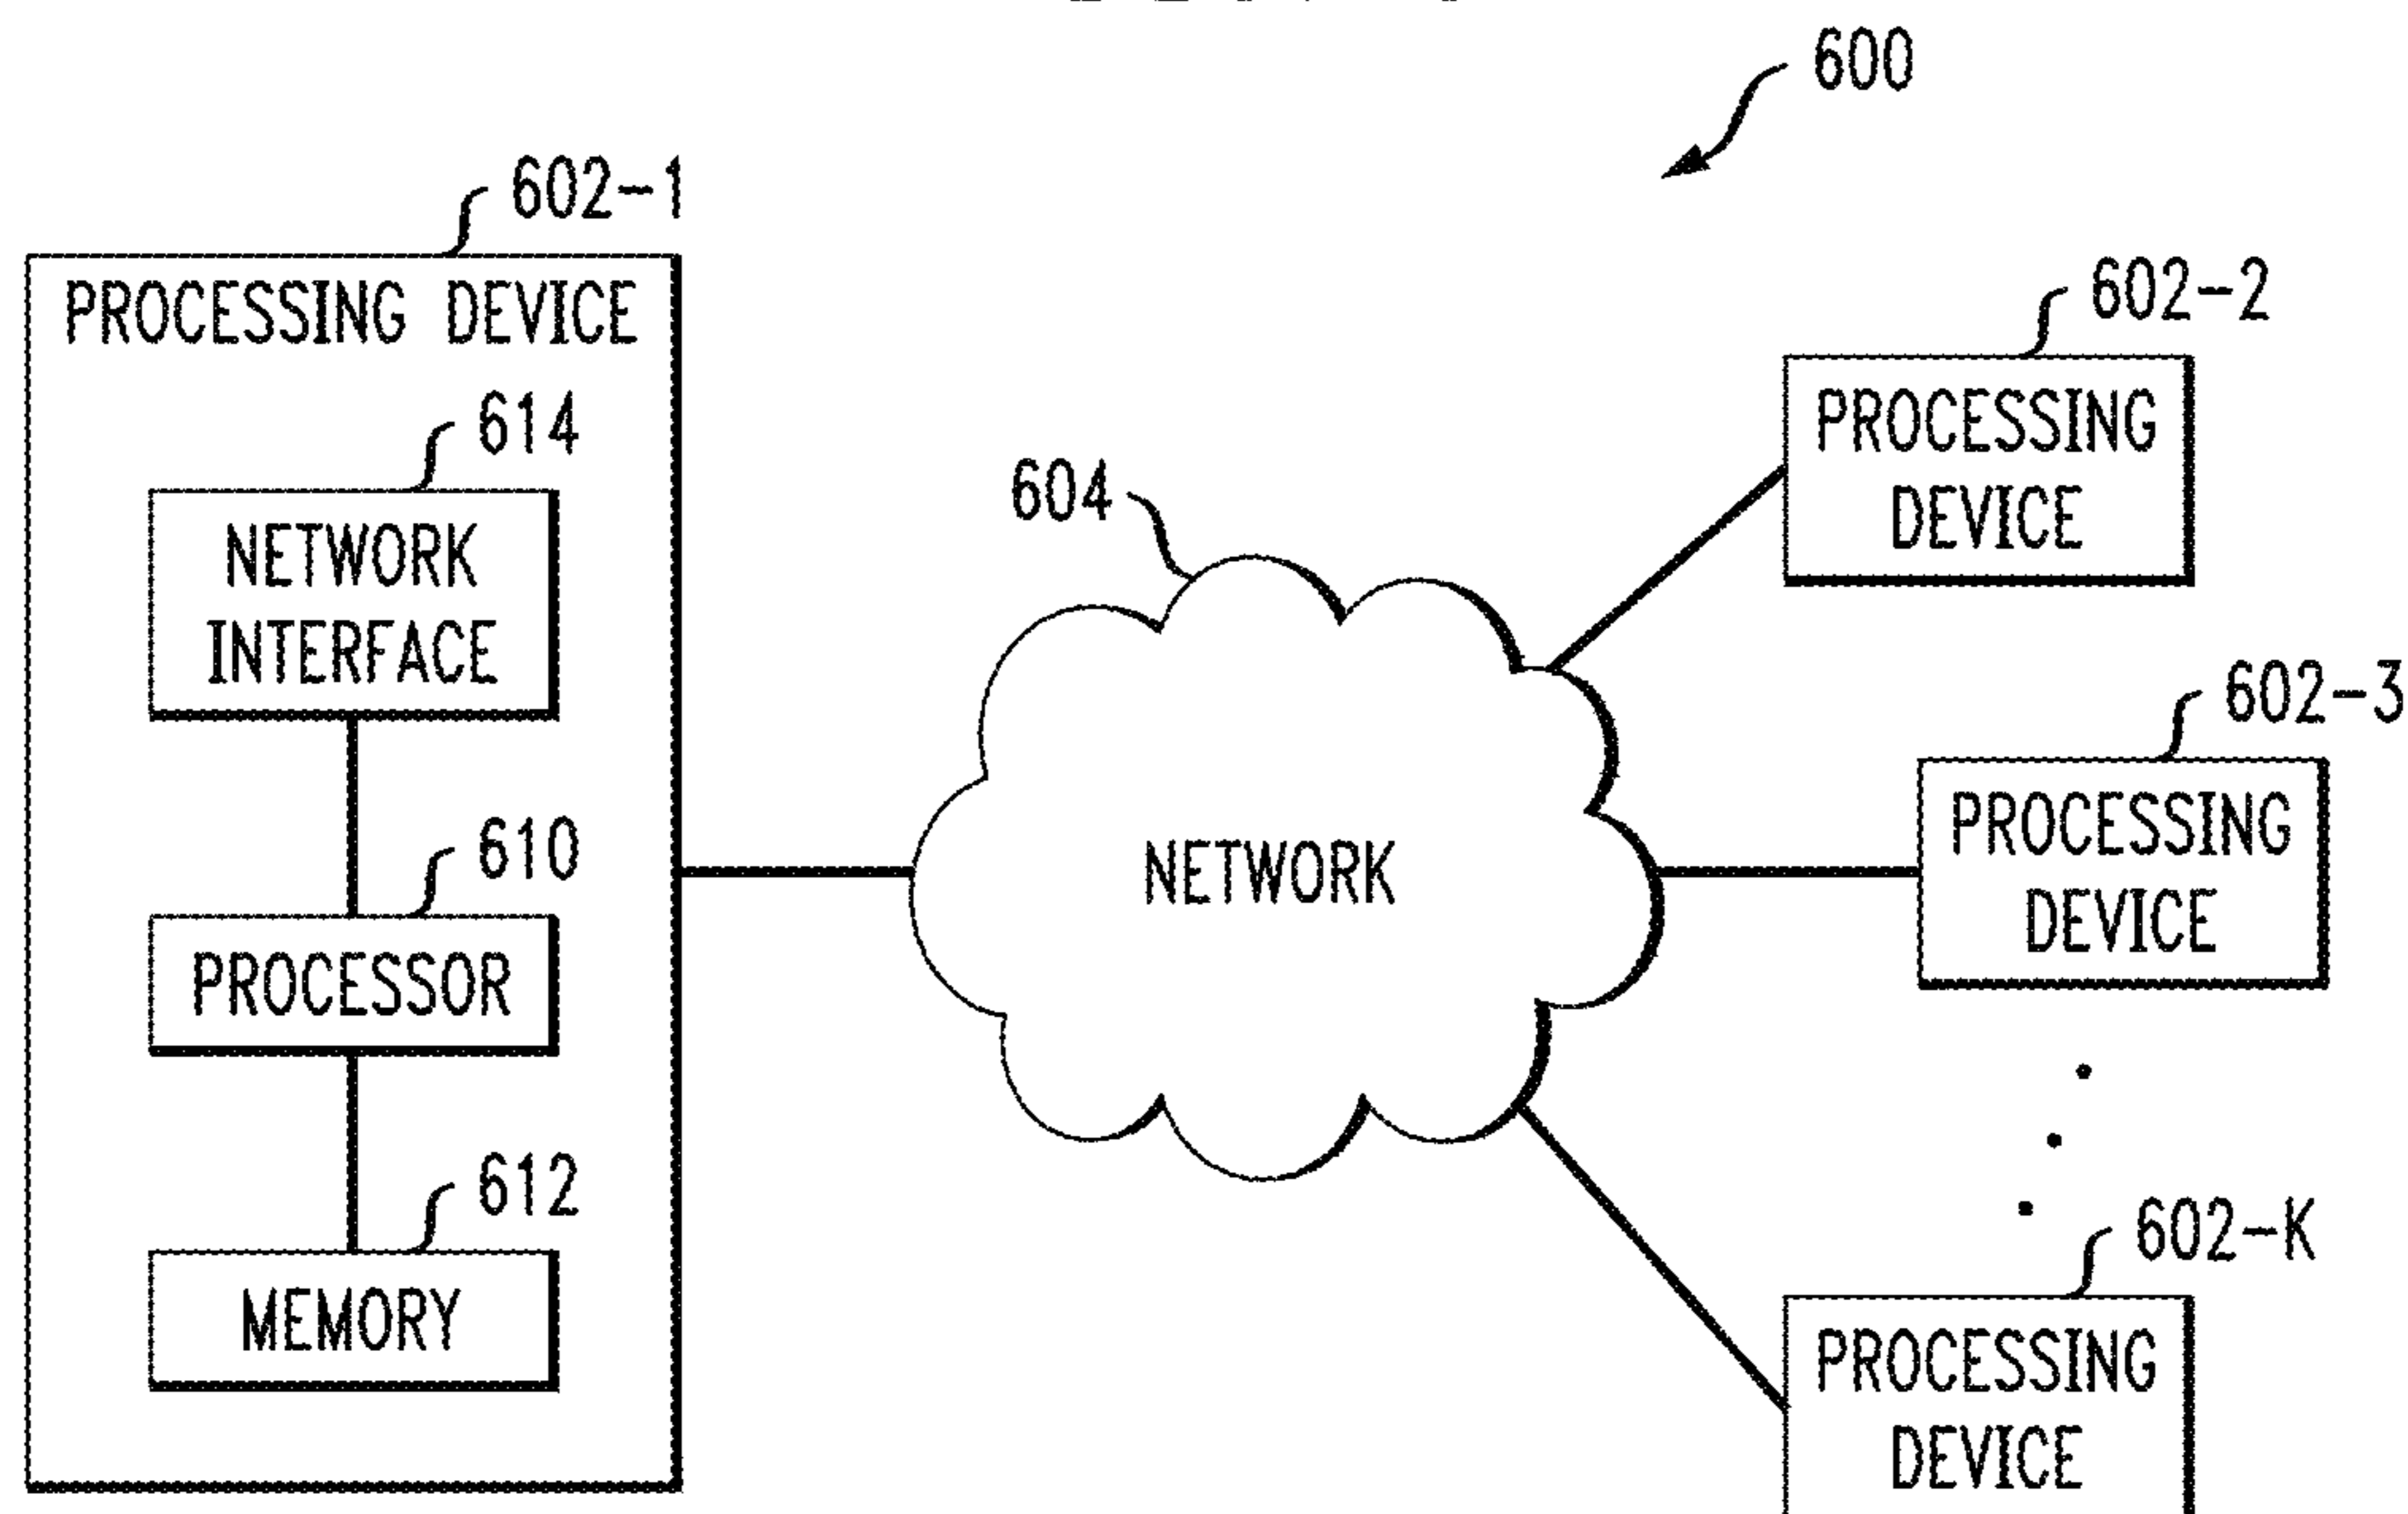 600
602-1
PROCESSING DEVICE
614
NETWORK
INTERFACE
610
PROCESSOR
612
MEMORY
604
NETWORK
602-2
PROCESSING
DEVICE
602-3
PROCESSING
DEVICE
602-K
PROCESSING
DEVICE